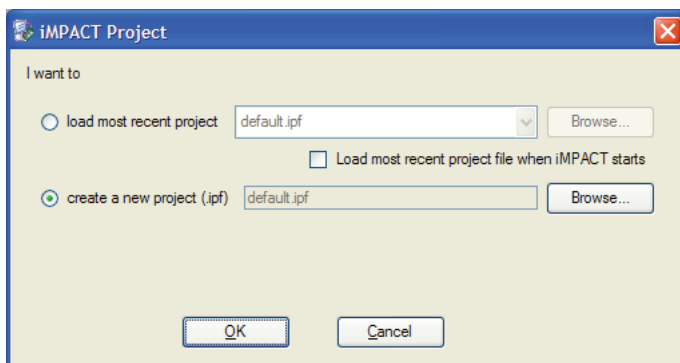 iMPACT Project
I want to
load most recent project default.ipf Browse...
Load most recent project file when iMPACT starts
create a new project (.ipf) default.ipf Browse...
OK Cancel